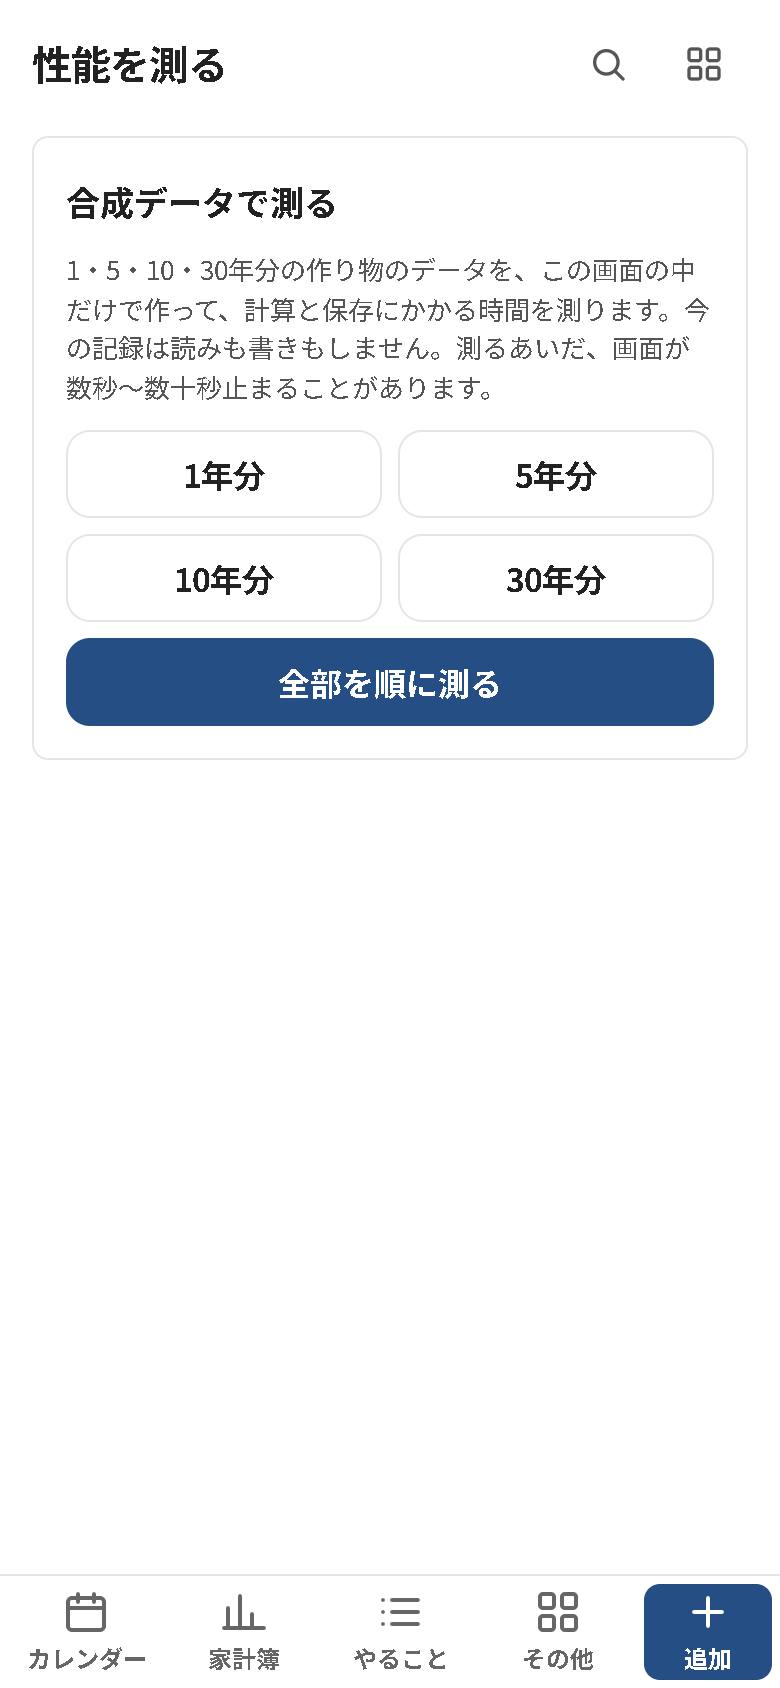 性能を測る
合成データで測る
1・5・10・30年分の作り物のデータを、この画面の中
だけで作って、計算と保存にかかる時間を測ります。今
の記録は読みも書きもしません。測るあいだ、画面が
数秒〜数十秒止まることがあります。
1年分
5年分
10年分
30年分
全部を順に測る
カレンダー
家計簿
やること
その他
追加